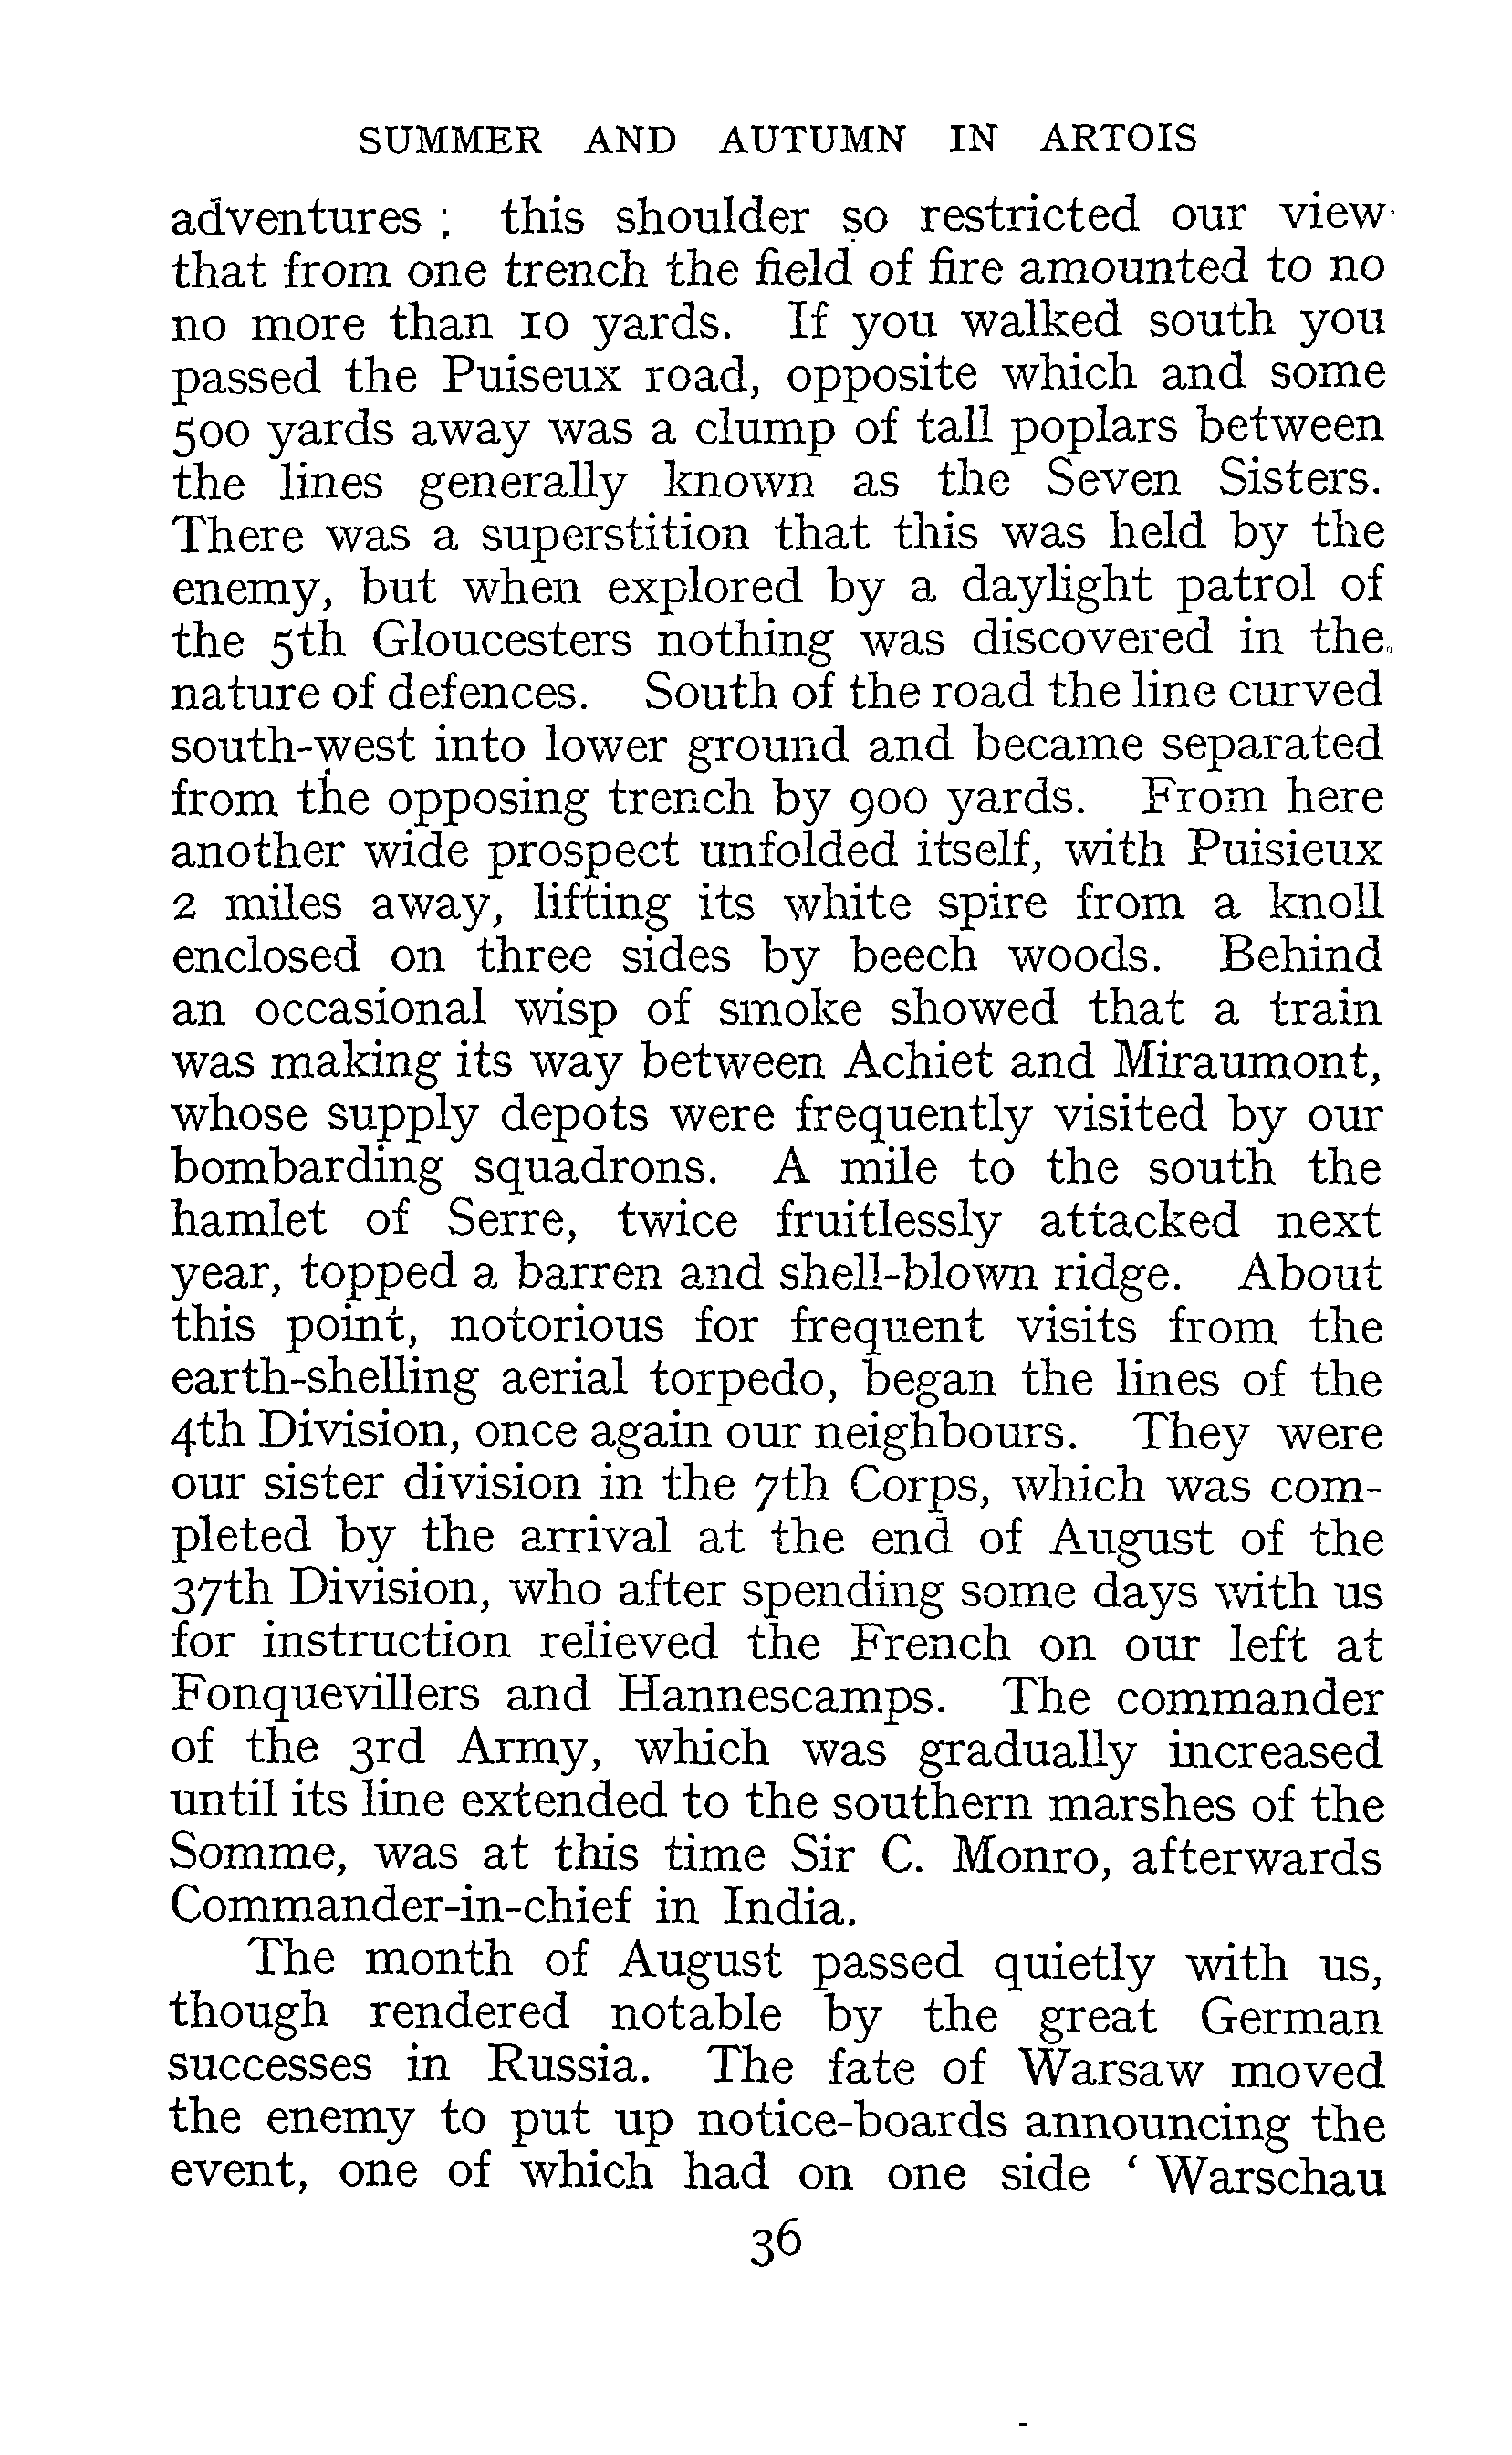 SUMMER AND AUTUMN IN ARTOIS
adventures ; this shoulder so restricted our view
that from one trench the field of fire amounted to no
no more than 10 yards. If you walked south you
passed the Puiseux road, opposite which and some
500 yards away was a clump of tall poplars between
the lines generally known as the Seven Sisters.
There was a superstition that this was held by the
enemy, but when explored by a daylight patrol of
the 5th Gloucesters nothing was discovered in the
nature of defences. South of the road the line curved
south-west into lower ground and became separated
from the opposing trench by 900 yards. From here
another wide prospect unfolded itself, with Puisieux
2 miles away, lifting its white spire from a knoll
enclosed on three sides by beech woods. Behind
an occasional wisp of smoke showed that a train
was making its way between Achiet and Miraumont,
whose supply depots were frequently visited by our
bombarding squadrons. A mile to the south the
hamlet of Serre, twice fruitlessly attacked next
year, topped a barren and shell-blown ridge. About
this point, notorious for frequent visits from the
earth-shelling aerial torpedo, began the lines of the
4th Division, once again our neighbours. They were
our sister division in the 7th Corps, which was com-
pleted by the arrival at the end of August of the
37th Division, who after spending some days with us
for instruction relieved the French on our left at
Fonquevillers and Hannescamps. The commander
of the 3rd Army, which was gradually increased
until its line extended to the southern marshes of the
Somme, was at this time Sir C. Monro, afterwards
Commander-in-chief in India.
The month of August passed quietly with us,
though rendered notable by the great German
successes in Russia. The fate of Warsaw moved
the enemy to put up notice-boards announcing the
event, one of which had on one side ‘ Warschau
36